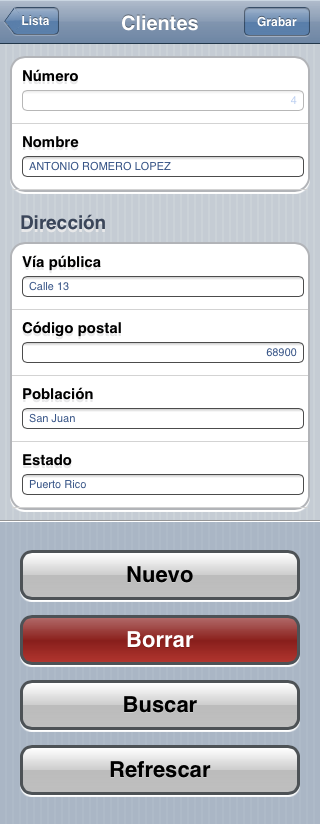 Lista
Clientes
Grabar
Número
4
Nombre
ANTONIO ROMERO LOPEZ
Dirección
Vía pública
Calle 13
Código postal
68900
Población
San Juan
Estado
Puerto Rico
Nuevo
Borrar
Buscar
Refrescar